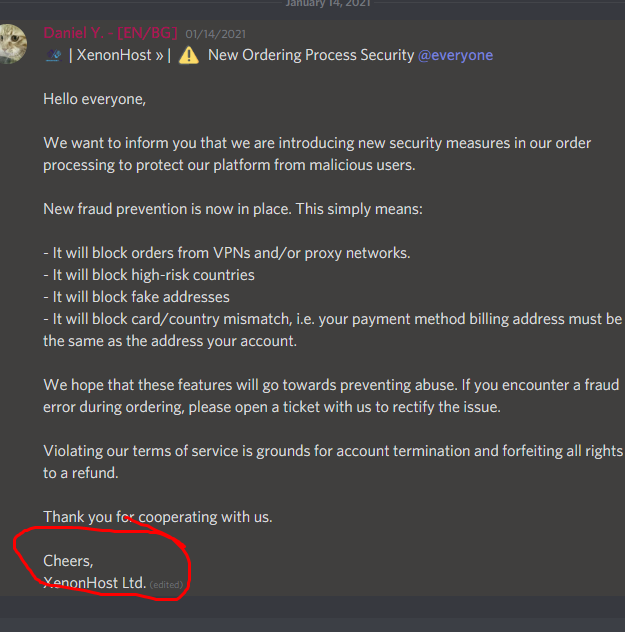 January 14, 2021
Daniel Y. - [EN/BG] 01/14/2021
| XenonHost » | New Ordering Process Security @everyone
Hello everyone,
We want to inform you that we are introducing new security measures in our order
processing to protect our platform from malicious users.
New fraud prevention is now in place. This simply means:
- It will block orders from VPNs and/or proxy networks.
- It will block high-risk countries
- It will block fake addresses
- It will block card/country mismatch, i.e. your payment method billing address must be
the same as the address your account.
We hope that these features will go towards preventing abuse. If you encounter a fraud
error during ordering, please open a ticket with us to rectify the issue.
Violating our terms of service is grounds for account termination and forfeiting all rights
to a refund.
Thank you for cooperating with us.
Cheers,
XenonHost Ltd. (edited)